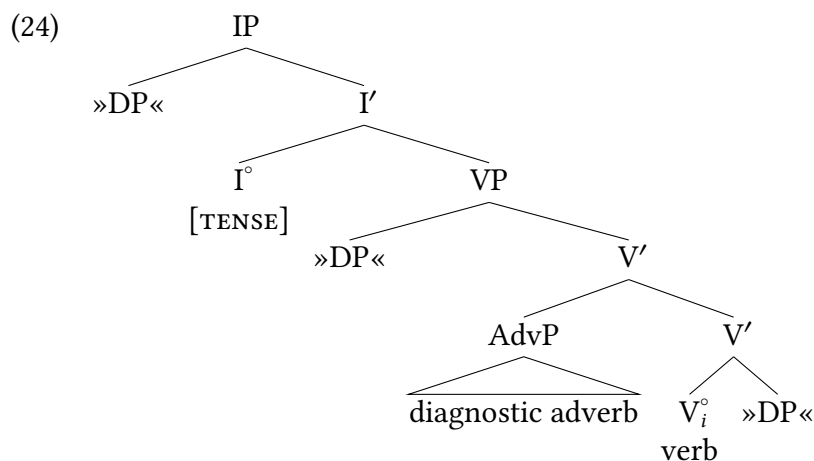 (24) IP
»DP« I′
I° VP
[TENSE]
»DP« V′
AdvP V′
diagnostic adverb V°i »DP«
verb